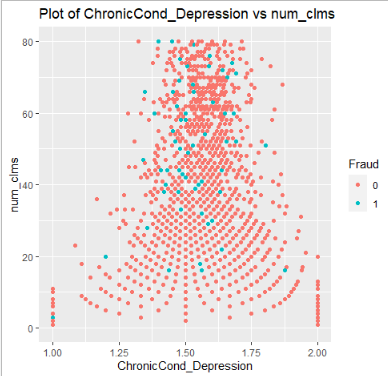 Plot of ChronicCond_Depression vs num_clms
80
60
40
20
0
num_clms
1.00 1.25 1.50 1.75 2.00
ChronicCond_Depression
Fraud
0
1